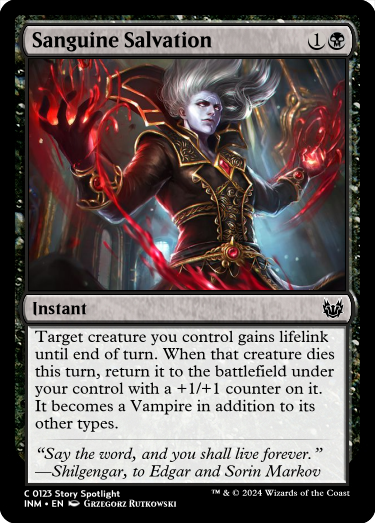 Sanguine Salvation 1
Instant
Target creature you control gains lifelink
until end of turn. When that creature dies
this turn, return it to the battlefield under
your control with a +1/+1 counter on it.
It becomes a Vampire in addition to its
other types.
“Say the word, and you shall live forever.”
—Shilgengar, to Edgar and Sorin Markov
C 0123 Story Spotlight ™ & © 2024 Wizards of the Coast
INM • EN Grzegorz Rutkowski